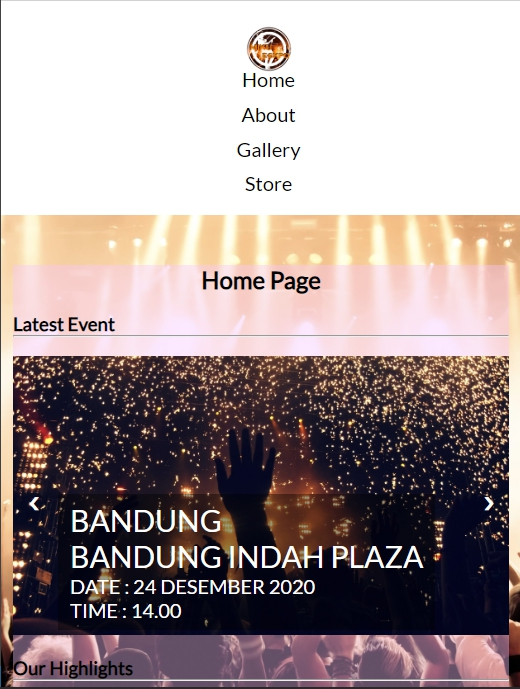 Home
About
Gallery
Store
Home Page
Latest Event
BANDUNG
BANDUNG INDAH PLAZA
DATE : 24 DESEMBER 2020
TIME : 14.00
Our Highlights